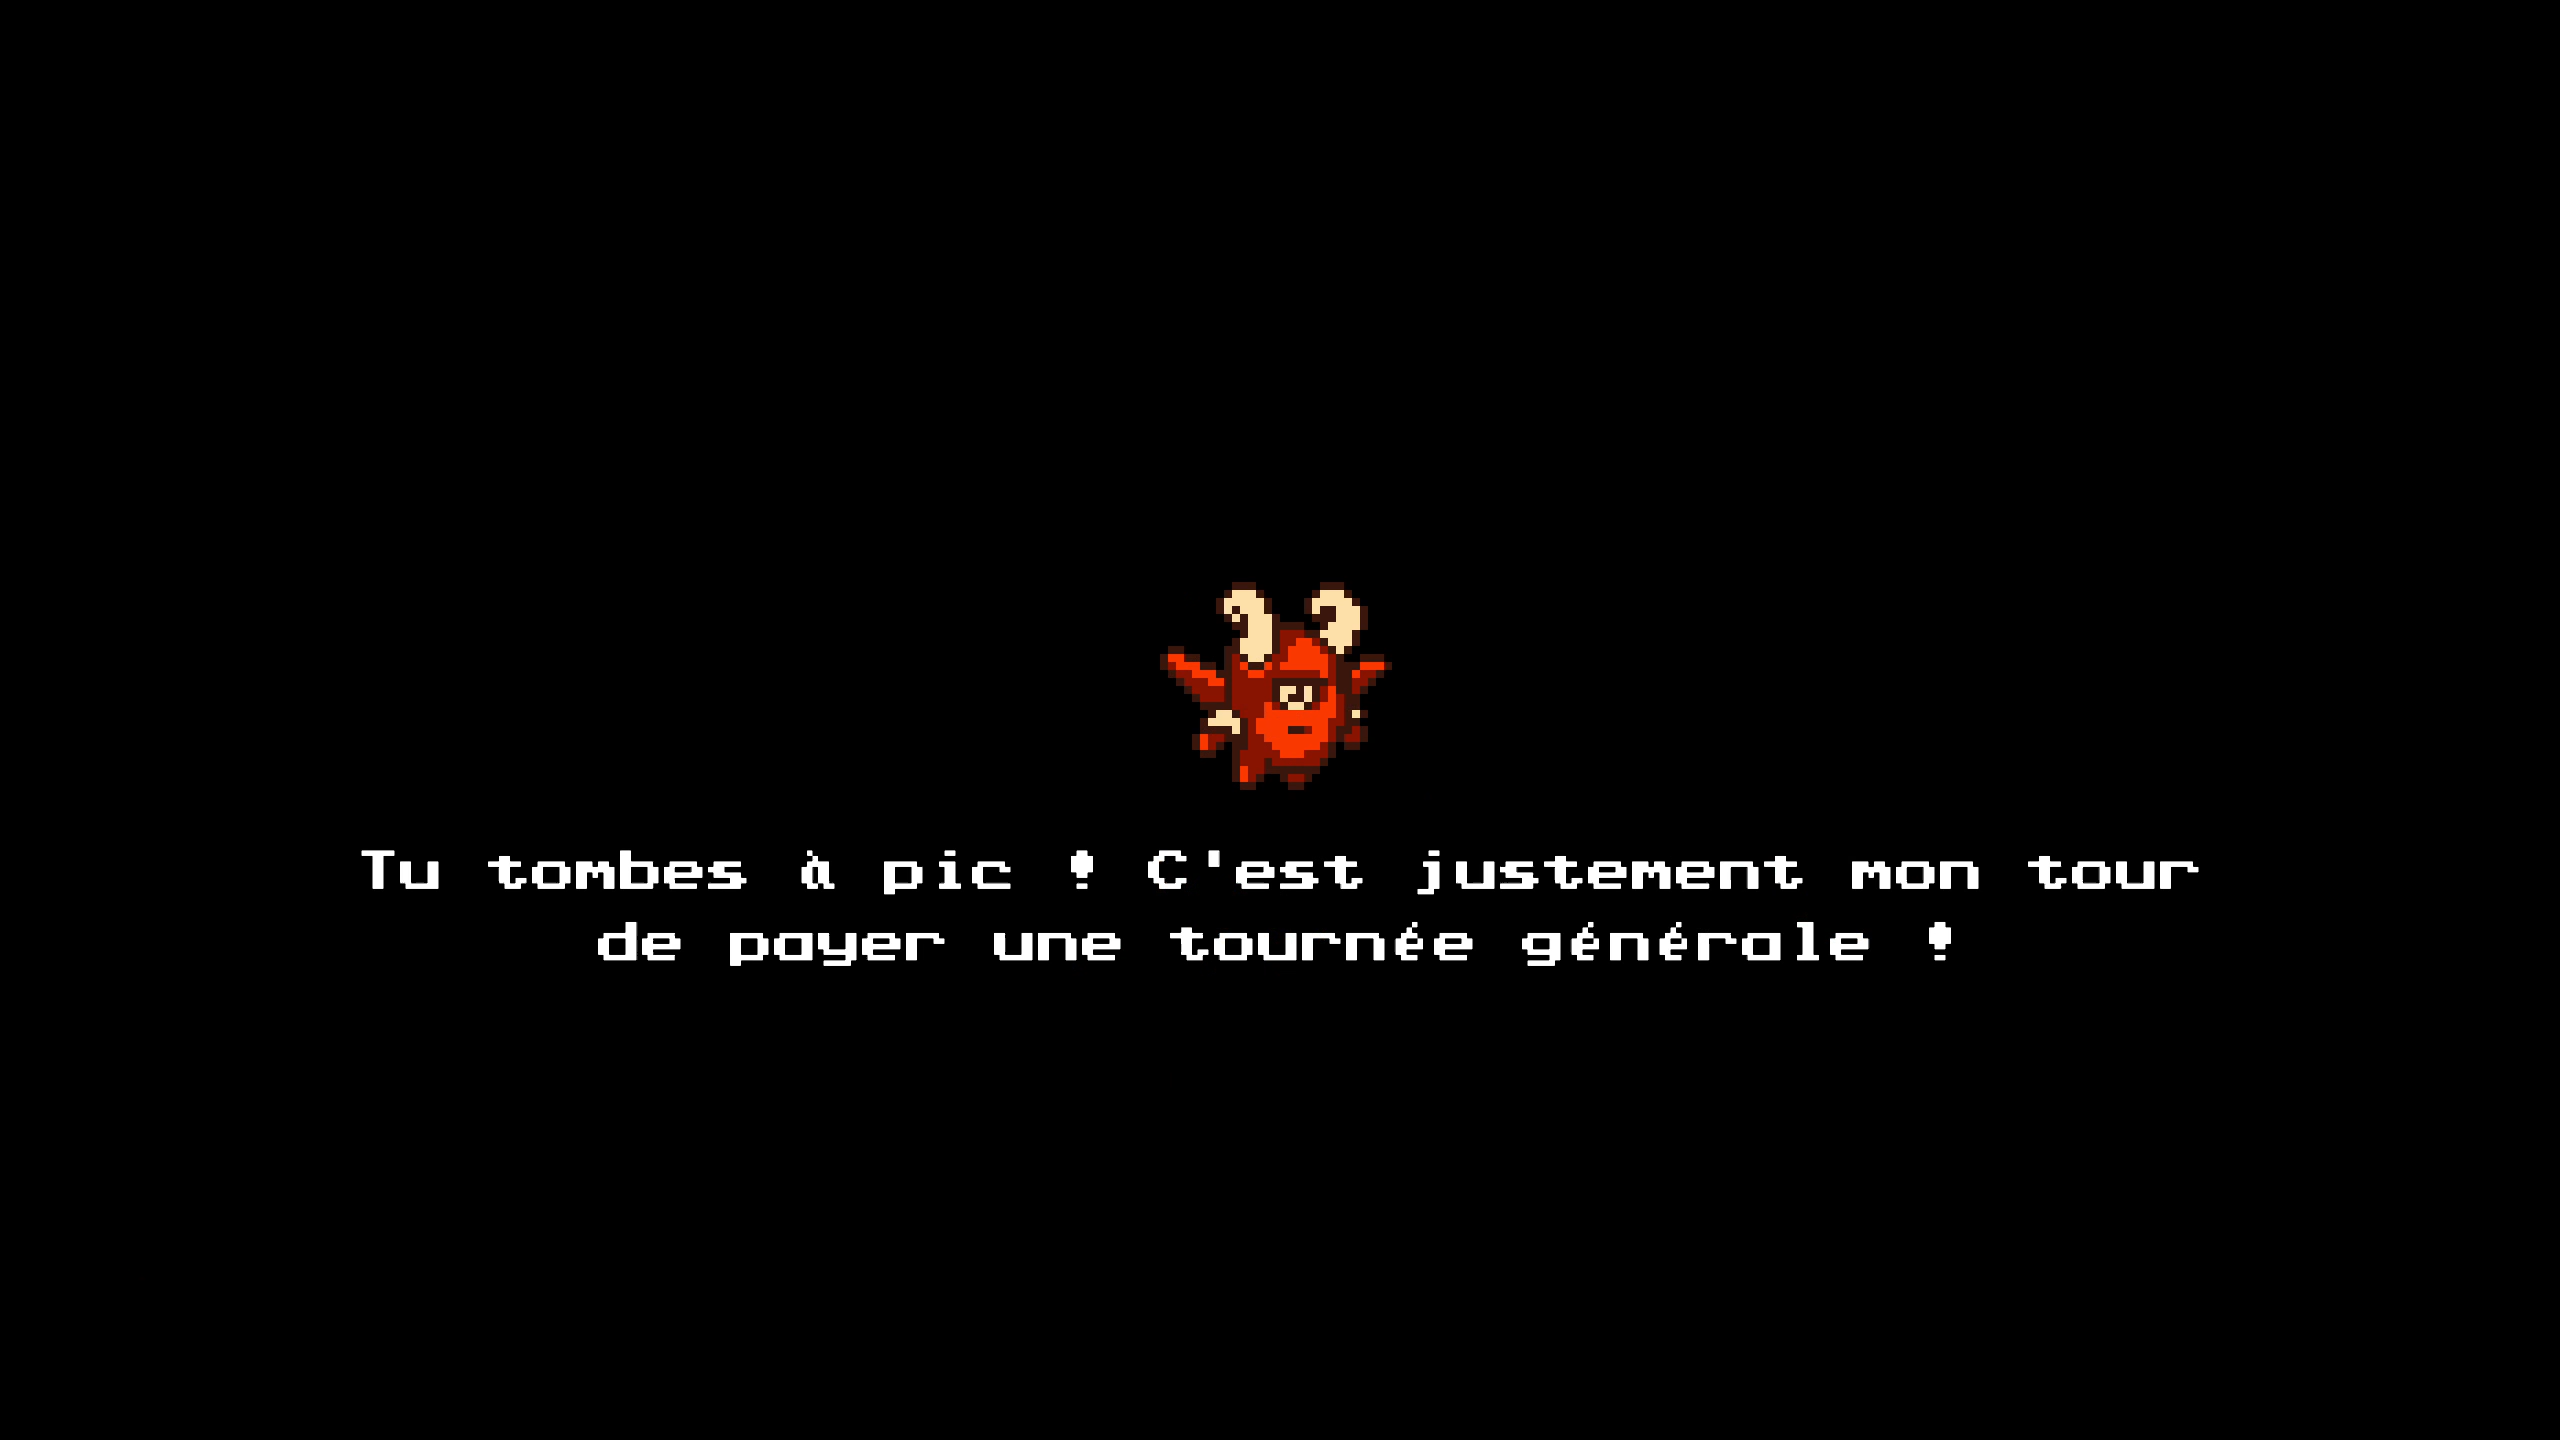 Tu tombes à pic ! C'est justement mon tour
de payer une tournée générale !